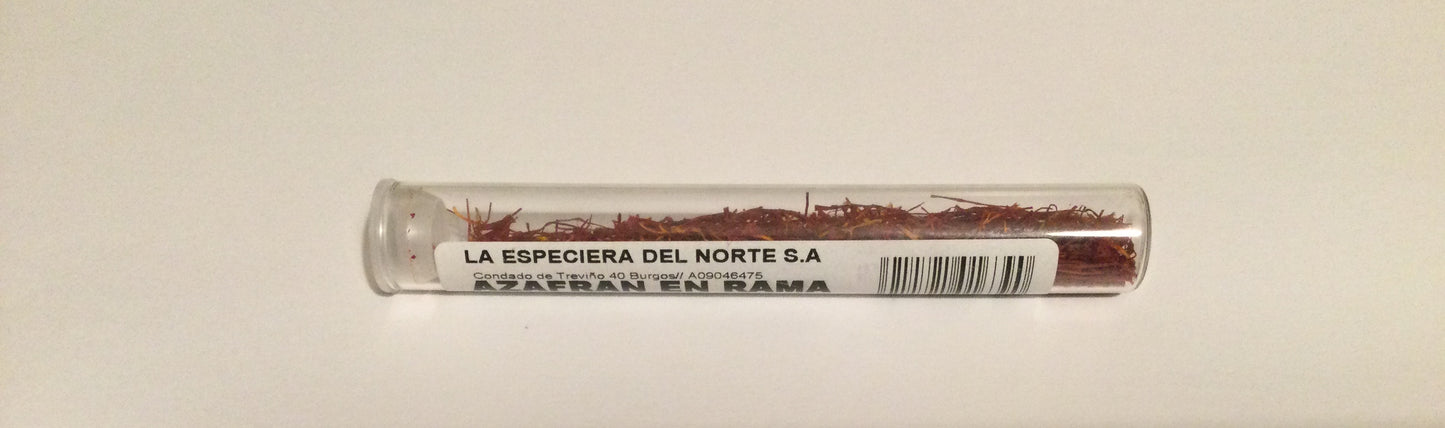 LA ESPECIERA DEL NORTE S.A
Condado de Treviño 40 Burgos// A09046475
AZAFRAN EN RAMA